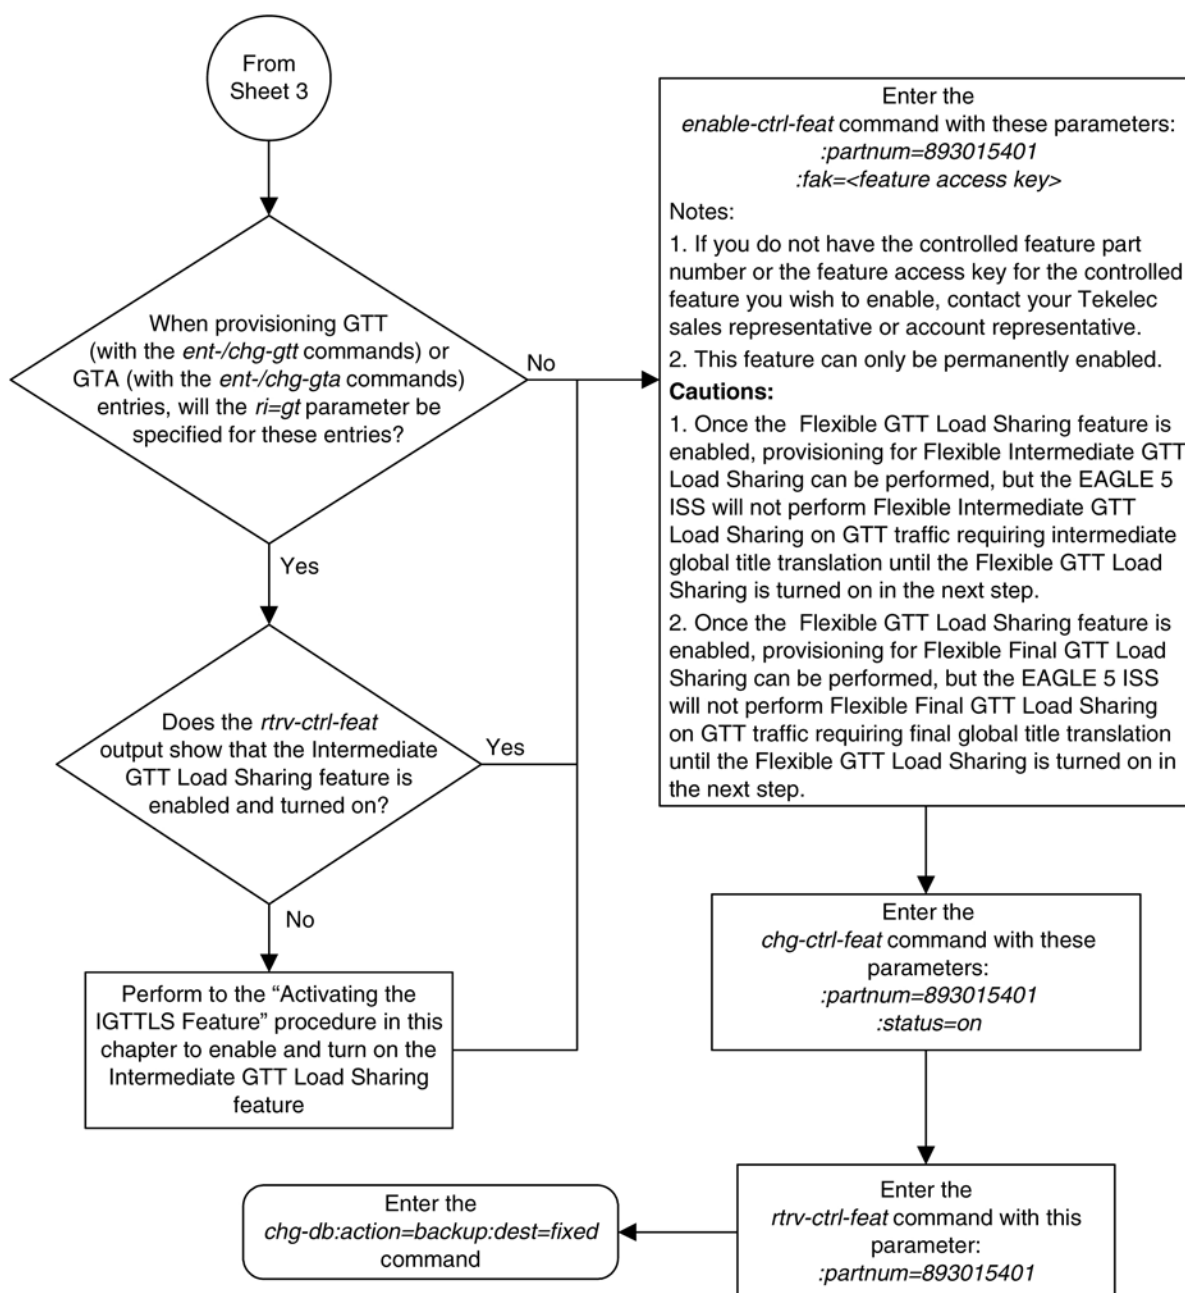 From
Sheet 3
When provisioning GTT
(with the ent-/chg-gtt commands) or
GTA (with the ent-/chg-gta commands)
entries, will the ri=gt parameter be
specified for these entries?
No
Yes
Does the rtrv-ctrl-feat
output show that the Intermediate
GTT Load Sharing feature is
enabled and turned on?
Yes
No
Perform to the “Activating the
IGTTLS Feature” procedure in this
chapter to enable and turn on the
Intermediate GTT Load Sharing
feature
Enter the
enable-ctrl-feat command with these parameters:
:partnum=893015401
:fak=<feature access key>
Notes:
1. If you do not have the controlled feature part
number or the feature access key for the controlled
feature you wish to enable, contact your Tekelec
sales representative or account representative.
2. This feature can only be permanently enabled.
Cautions:
1. Once the Flexible GTT Load Sharing feature is
enabled, provisioning for Flexible Intermediate GTT
Load Sharing can be performed, but the EAGLE 5
ISS will not perform Flexible Intermediate GTT
Load Sharing on GTT traffic requiring intermediate
global title translation until the Flexible GTT Load
Sharing is turned on in the next step.
2. Once the Flexible GTT Load Sharing feature is
enabled, provisioning for Flexible Final GTT Load
Sharing can be performed, but the EAGLE 5 ISS
will not perform Flexible Final GTT Load Sharing
on GTT traffic requiring final global title translation
until the Flexible GTT Load Sharing is turned on in
the next step.
Enter the
chg-ctrl-feat command with these
parameters:
:partnum=893015401
:status=on
Enter the
rtrv-ctrl-feat command with this
parameter:
:partnum=893015401
Enter the
chg-db:action=backup:dest=fixed
command